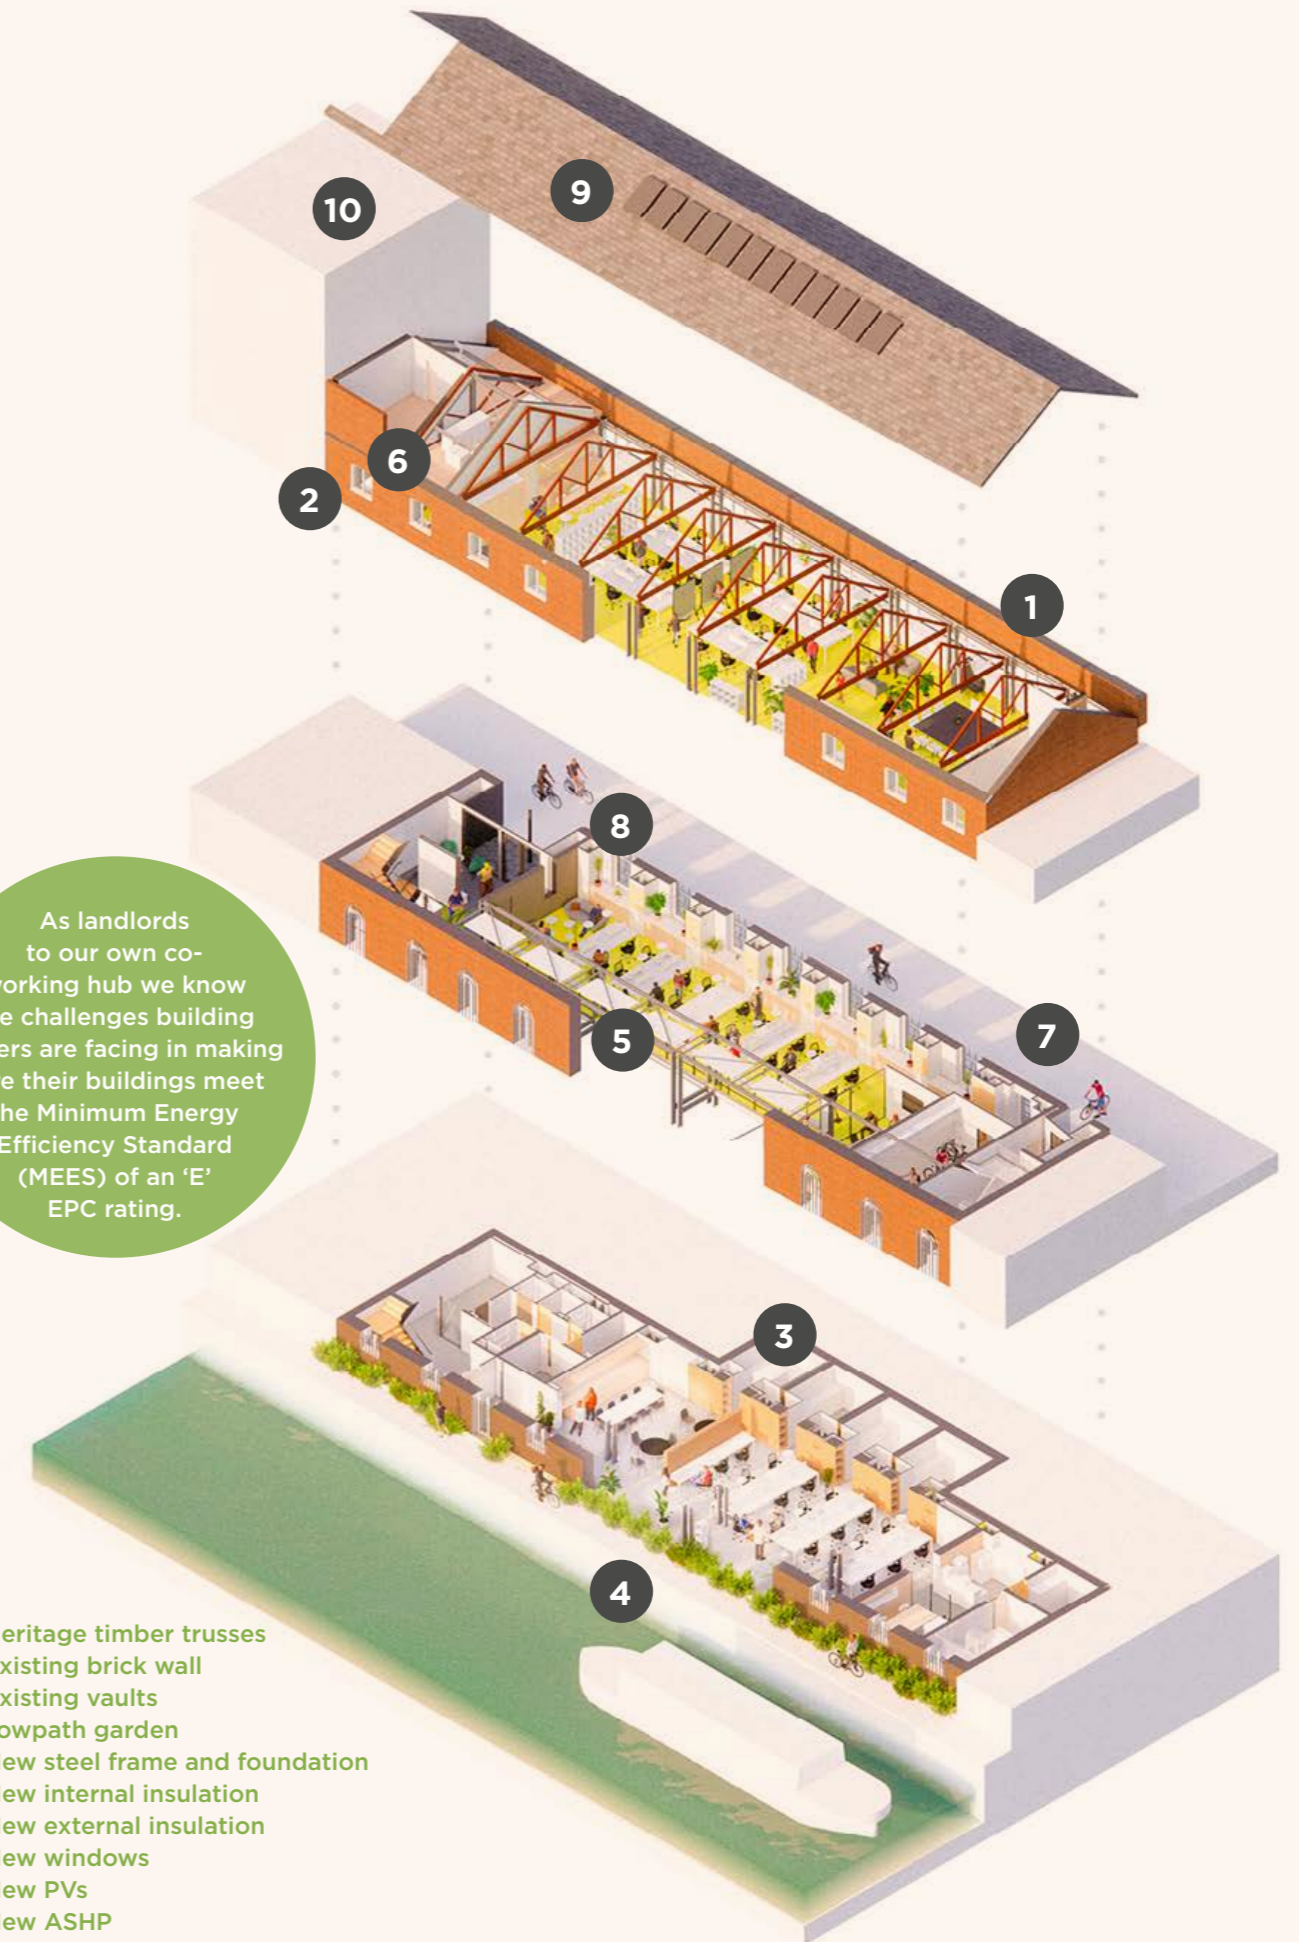 9
10
6
2
1
8
As landlords
to our own co-
working hub we know
e challenges building
ers are facing in making
re their buildings meet
he Minimum Energy
Efficiency Standard
(MEES) of an ‘E’
EPC rating.
5
7
3
4
eritage timber trusses
xisting brick wall
xisting vaults
owpath garden
ew steel frame and foundation
ew internal insulation
ew external insulation
ew windows
ew PVs
ew ASHP